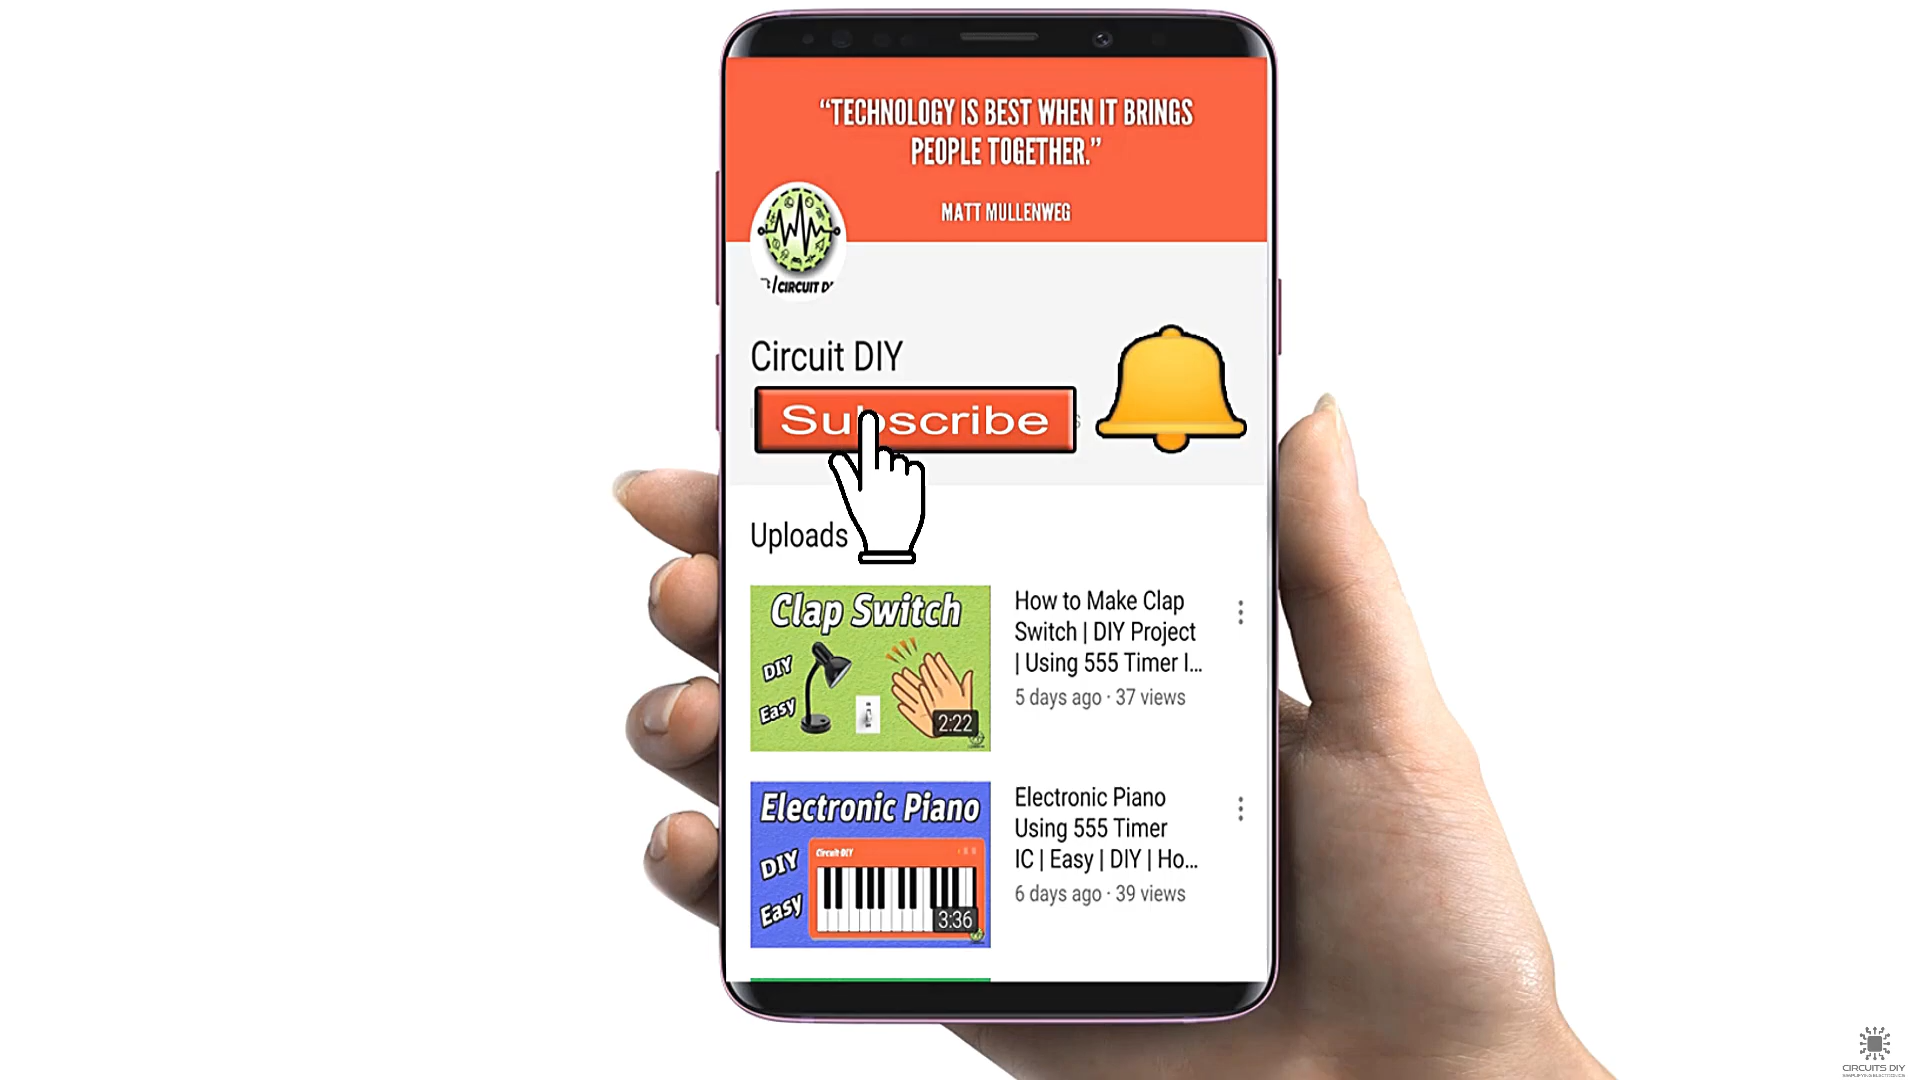 “TECHNOLOGY IS BEST WHEN IT BRINGS
PEOPLE TOGETHER.”
MATT MULLENWEG
/CIRCUIT D
Circuit DIY
Subscribe
s
Uploads
Clap Switch
DIY
Easy
2:22
How to Make Clap
Switch | DIY Project
| Using 555 Timer I...
5 days ago · 37 views
Electronic Piano
DIY
Easy
Circuit DIY
3:36
Electronic Piano
Using 555 Timer
IC | Easy | DIY | Ho...
6 days ago · 39 views
CIRCUITS DIY